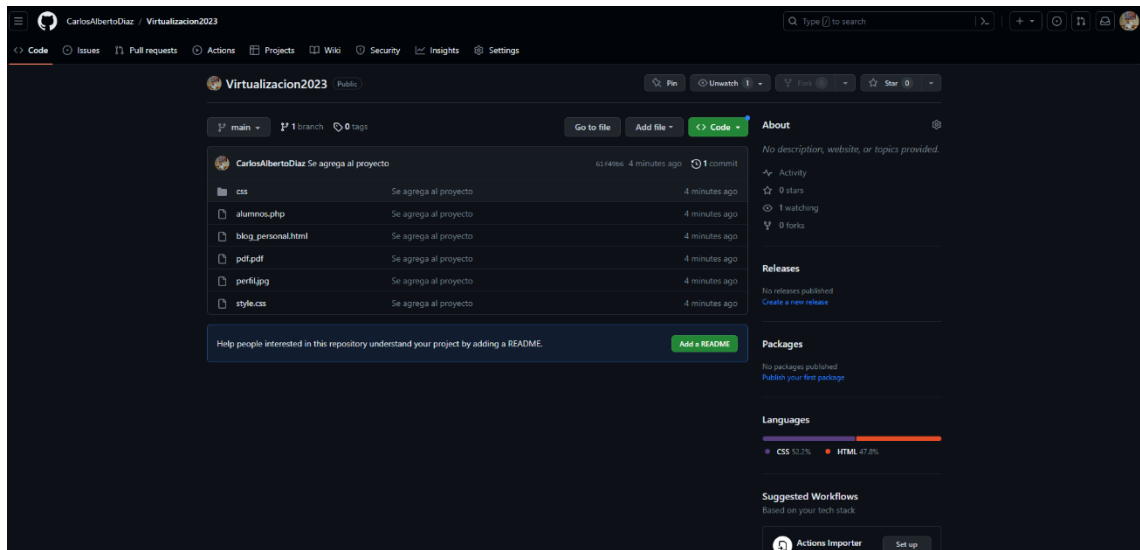 CarlosAlbertoDiaz / Virtualizacion2023
Type / to search
Code Issues Pull requests Actions Projects Wiki Security Insights Settings
Virtualizacion2023 Public
Pin Unwatch 1 Fork Star 0
main 1 branch 0 tags Go to file Add file Code
CarlosAlbertoDiaz Se agrega al proyecto 4 minutes ago 1 commit
css Se agrega al proyecto 4 minutes ago
alumnos.php Se agrega al proyecto 4 minutes ago
blog_personal.html Se agrega al proyecto 4 minutes ago
pdf.pdf Se agrega al proyecto 4 minutes ago
perfil.jpg Se agrega al proyecto 4 minutes ago
style.css Se agrega al proyecto 4 minutes ago
Help people interested in this repository understand your project by adding a README. Add a README
About
No description, website, or topics provided.
Activity
0 stars
1 watching
0 forks
Releases
No releases published
Create a new release
Packages
No packages published
Publish your first package
Languages
CSS 52.2% HTML 47.8%
Suggested Workflows
Based on your tech stack
Actions Importer Set up